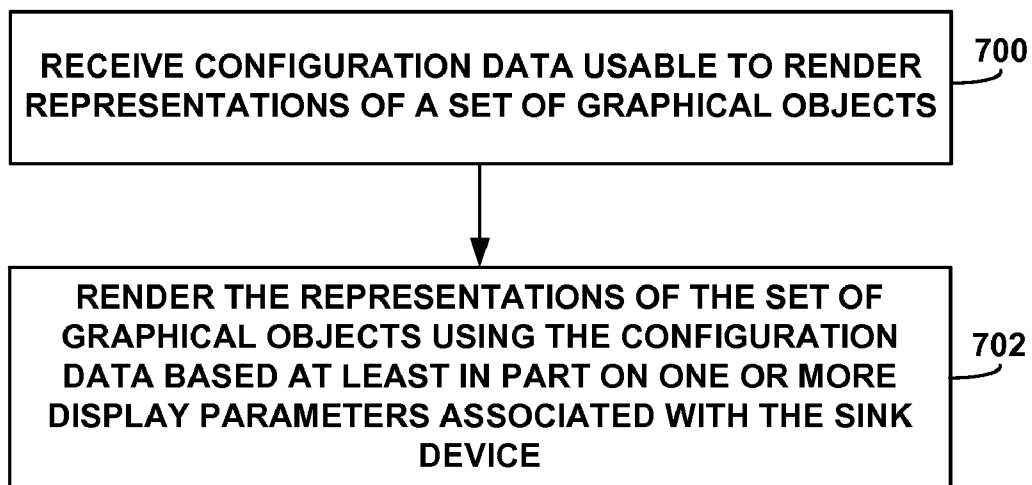 RECEIVE CONFIGURATION DATA USABLE TO RENDER
REPRESENTATIONS OF A SET OF GRAPHICAL OBJECTS
700
RENDER THE REPRESENTATIONS OF THE SET OF
GRAPHICAL OBJECTS USING THE CONFIGURATION
DATA BASED AT LEAST IN PART ON ONE OR MORE
DISPLAY PARAMETERS ASSOCIATED WITH THE SINK
DEVICE
702